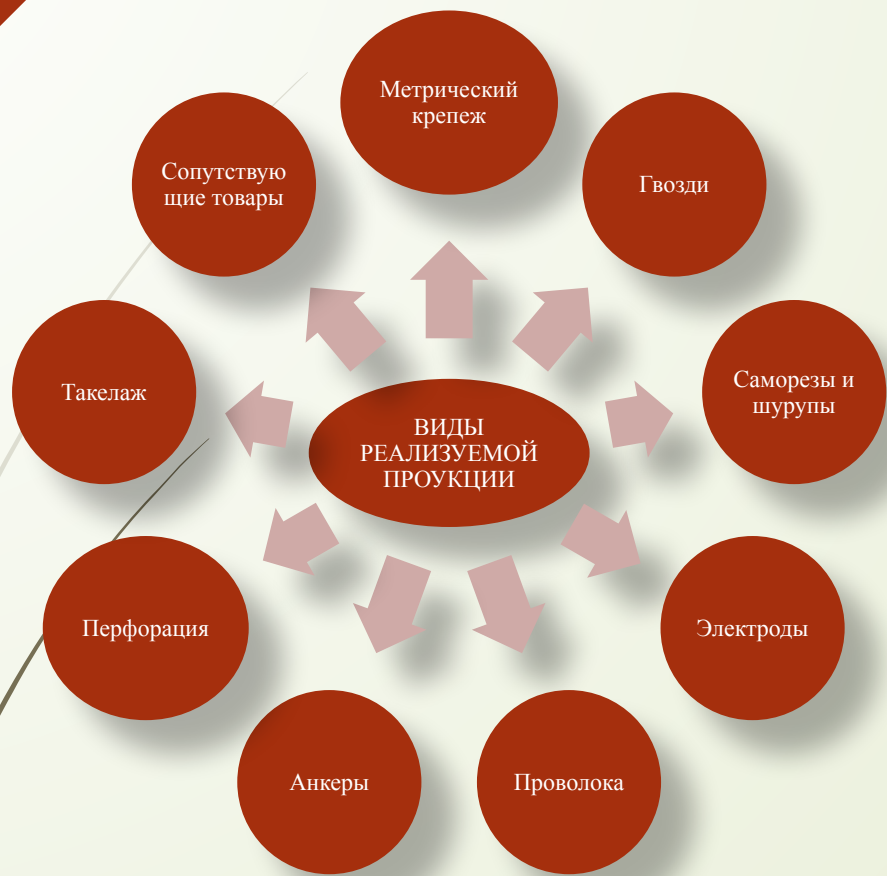 Метрический
крепеж
Гвозди
Саморезы и
шурупы
Электроды
Проволока
Анкеры
Перфорация
Такелаж
Сопутствую
щие товары
ВИДЫ
РЕАЛИЗУЕМОЙ
ПРОУКЦИИ